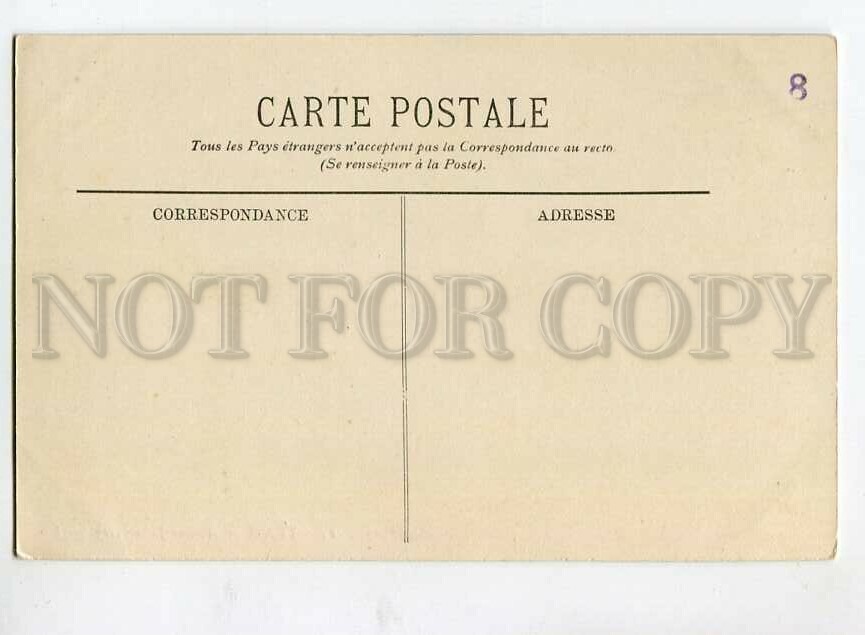 8
CARTE POSTALE
Tous les Pays étrangers n'acceptent pas la Correspondance au recto
(Se renseigner à la Poste).
CORRESPONDANCE
ADRESSE
NOT FOR COPY